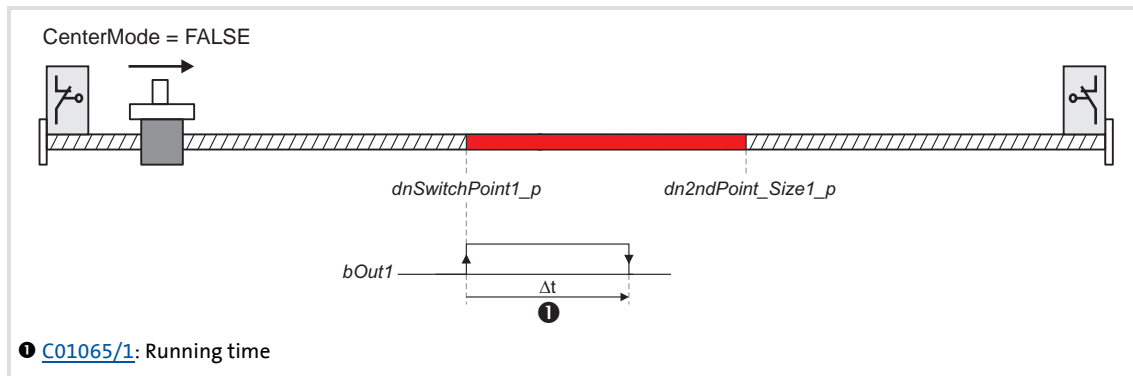 CenterMode = FALSE
dnSwitchPoint1_p
dn2ndPoint_Size1_p
bOut1
Δt
❶
❶ C01065/1: Running time